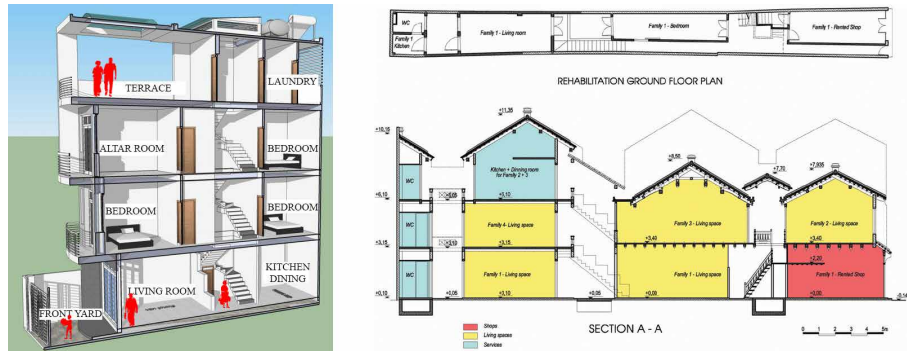 TERRACE
LAUNDRY
ALTAR ROOM
BEDROOM
BEDROOM
BEDROOM
LIVING ROOM
KITCHEN
DINING
FRONT YARD
WC
Family 1
Kitchen
Family 1 - Living room
Family 1 - Bedroom
Family 1 - Rented Shop
REHABILITATION GROUND FLOOR PLAN
+11,35
+10,15
WC
Kitchen + Dinning room
for Family 2 + 3
+8,50
+7,70
+7,935
+6,10
+6,05
+6,10
WC
Family 4- Living space
Family 3 - Living space
Family 2 - Living space
+3,15
+3,10
+3,15
+3,40
+3,40
+2,20
WC
Family 1 - Living space
Family 1 - Living space
Family 1 - Rented Shop
+0,10
+0,05
+0,10
+0,05
+0,00
+0,00
-0,14
SECTION A - A
Shops
Living spaces
Services
0 1 2 3 4 5m